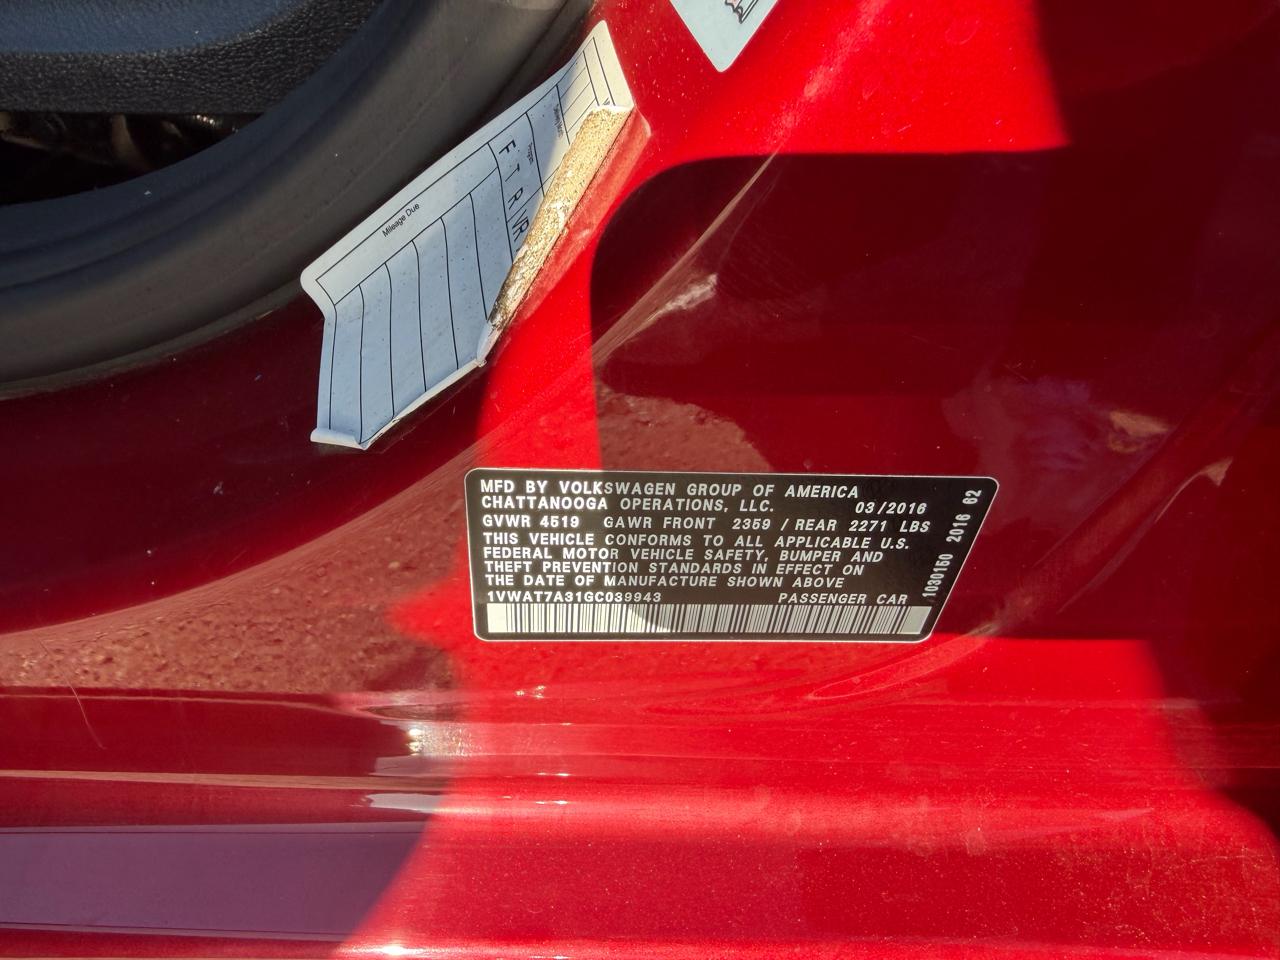 Mileage Due
MFD BY VOLKSWAGEN GROUP OF AMERICA
CHATTANOOGA OPERATIONS, LLC. 03/2016
GVWR 4519 GAWR FRONT 2359 / REAR 2271 LBS
THIS VEHICLE CONFORMS TO ALL APPLICABLE U.S.
FEDERAL MOTOR VEHICLE SAFETY, BUMPER AND
THEFT PREVENTION STANDARDS IN EFFECT ON
THE DATE OF MANUFACTURE SHOWN ABOVE
1VWAT7A31GC039943 PASSENGER CAR
1030160 2016 62